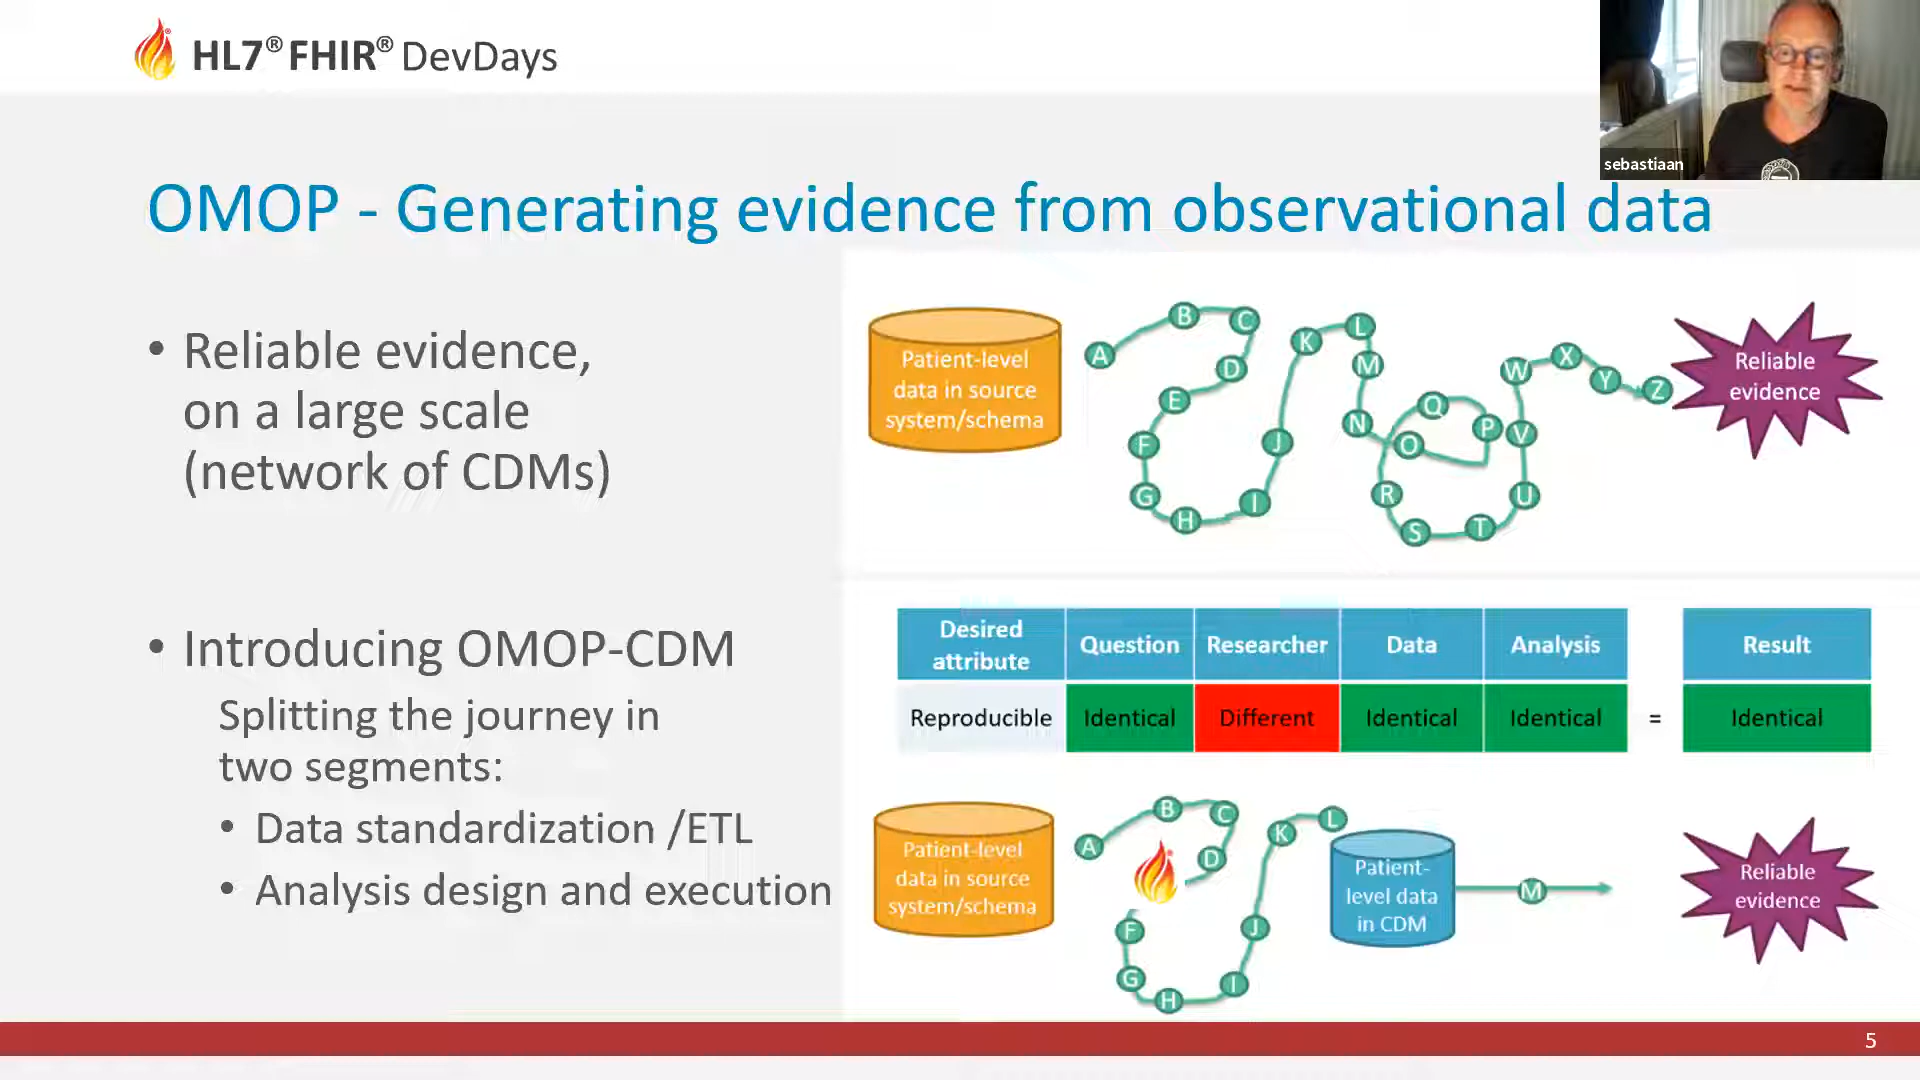 HL7® FHIR® DevDays
sebastiaan
OMOP - Generating evidence from observational data
• Reliable evidence,
on a large scale
(network of CDMs)
• Introducing OMOP-CDM
Splitting the journey in
two segments:
• Data standardization /ETL
• Analysis design and execution
Patient-level
data in source
system/schema
A
B
C
D
E
F
G
H
I
J
K
L
M
N
O
P
Q
R
S
T
U
V
W
X
Y
Z
Reliable
evidence
Desired
attribute
Question
Researcher
Data
Analysis
Result
Reproducible
Identical
Different
Identical
Identical
=
Identical
Patient-level
data in source
system/schema
A
B
C
D
F
G
H
I
J
K
L
Patient-
level data
in CDM
M
Reliable
evidence
5